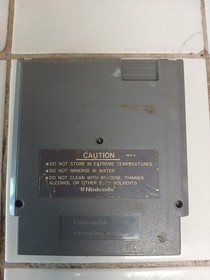 CAUTION
•DO NOT STORE IN EXTREME TEMPERATURES
•DO NOT IMMERSE IN WATER
•DO NOT CLEAN WITH BENZENE, THINNER
ALCOHOL OR OTHER SUCH SOLVENTS
Nintendo